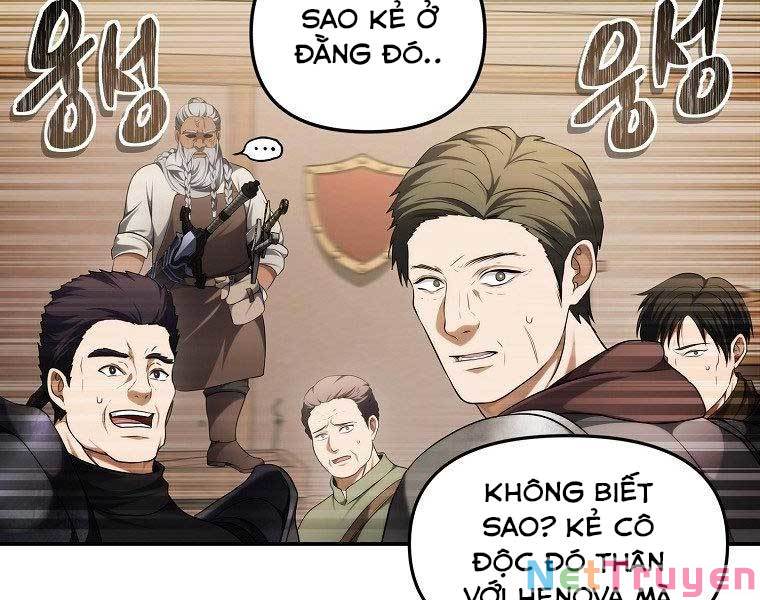 SAO KẺ Ở
ĐẰNG ĐÓ..
웅성
웅성
...
KHÔNG BIẾT
SAO? KẺ CÔ
ĐỘC ĐÓ THÂN
VỚI HENOVA MÀ
NetTruyen